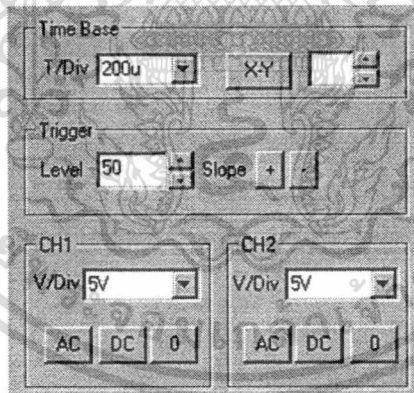 Time Base
T/Div 200u X-Y
Trigger
Level 50 Slope + -
CH1 CH2
V/Div 5V V/Div 5V
AC DC 0 AC DC 0